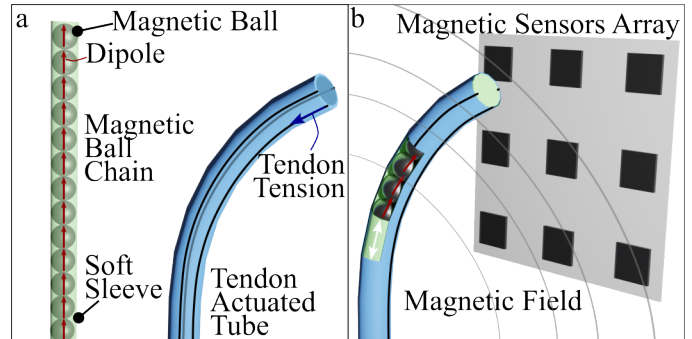 a
Magnetic Ball
Dipole
Magnetic
Ball
Chain
Soft
Sleeve
Tendon
Tension
Tendon
Actuated
Tube
b
Magnetic Sensors Array
Magnetic Field